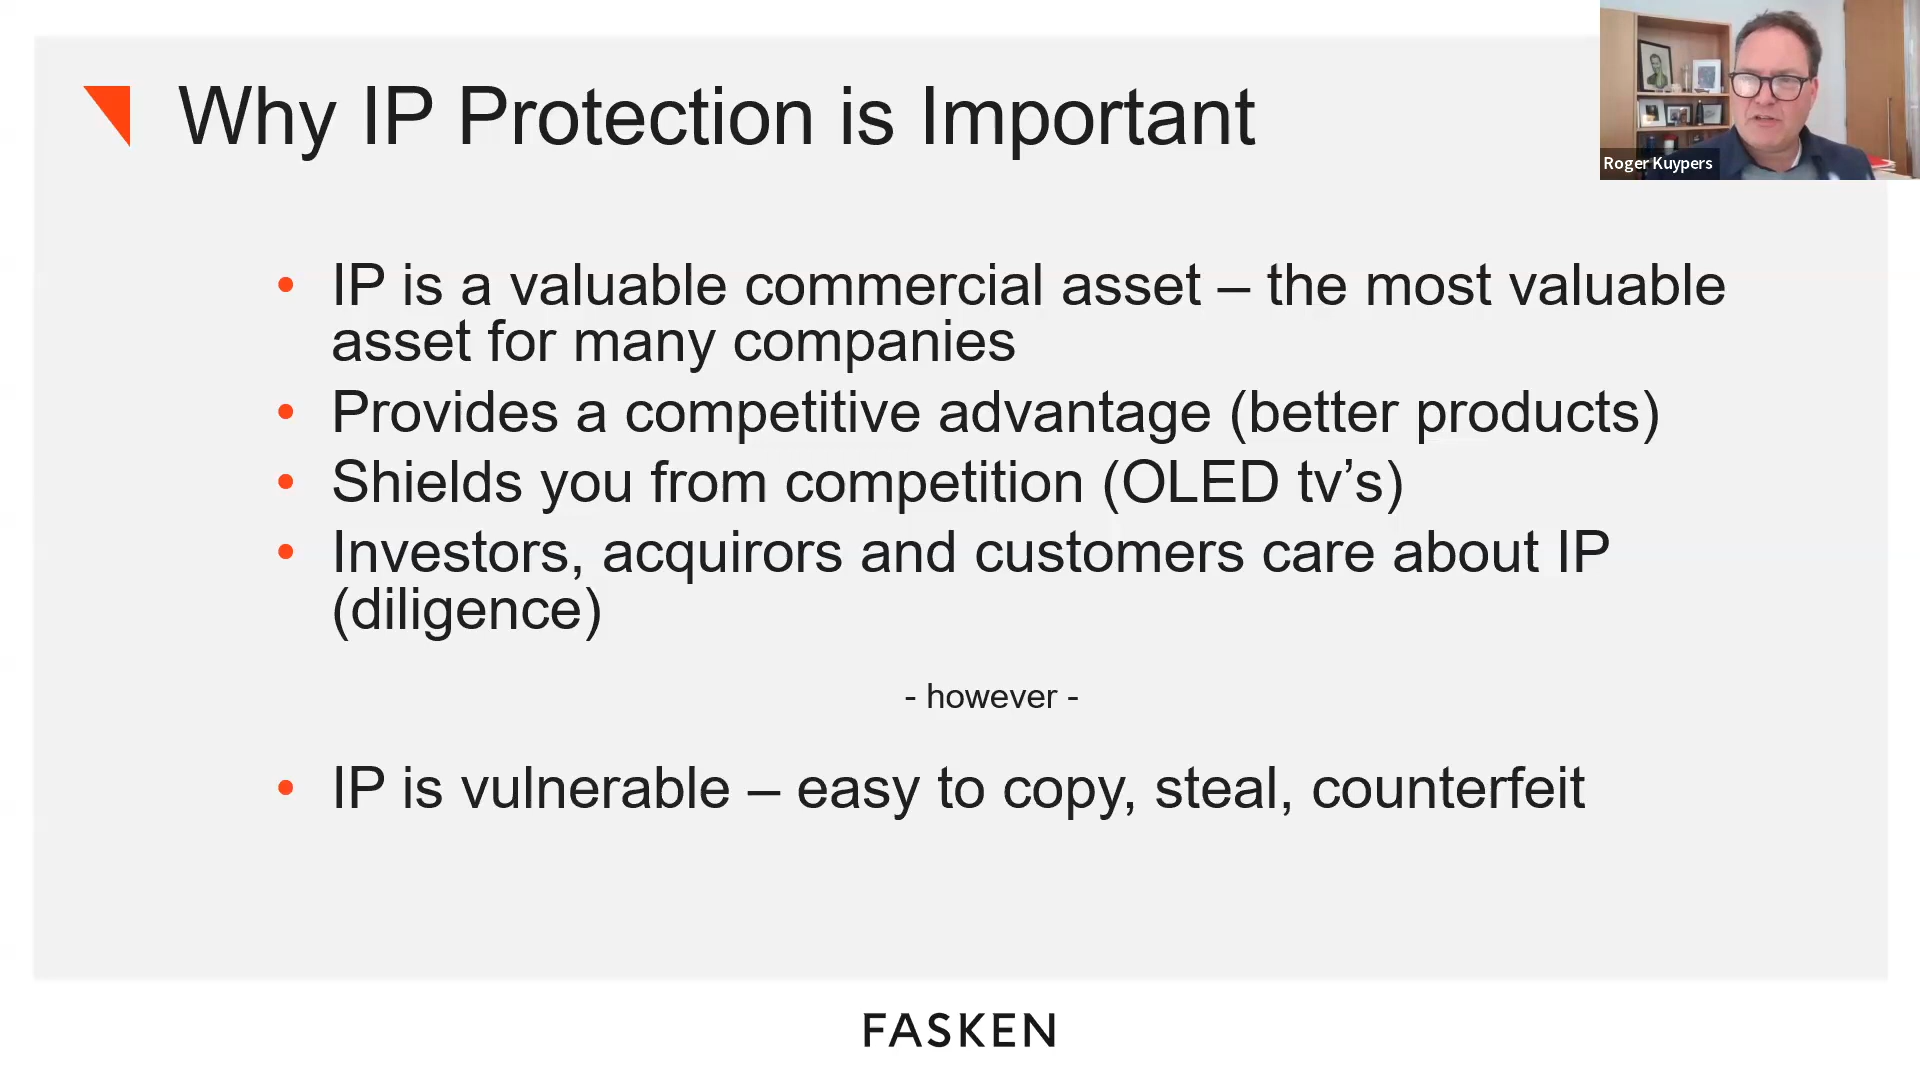 Why IP Protection is Important
Roger Kuypers
• IP is a valuable commercial asset – the most valuable
asset for many companies
• Provides a competitive advantage (better products)
• Shields you from competition (OLED tv’s)
• Investors, acquirors and customers care about IP
(diligence)
- however -
• IP is vulnerable – easy to copy, steal, counterfeit
FASKEN